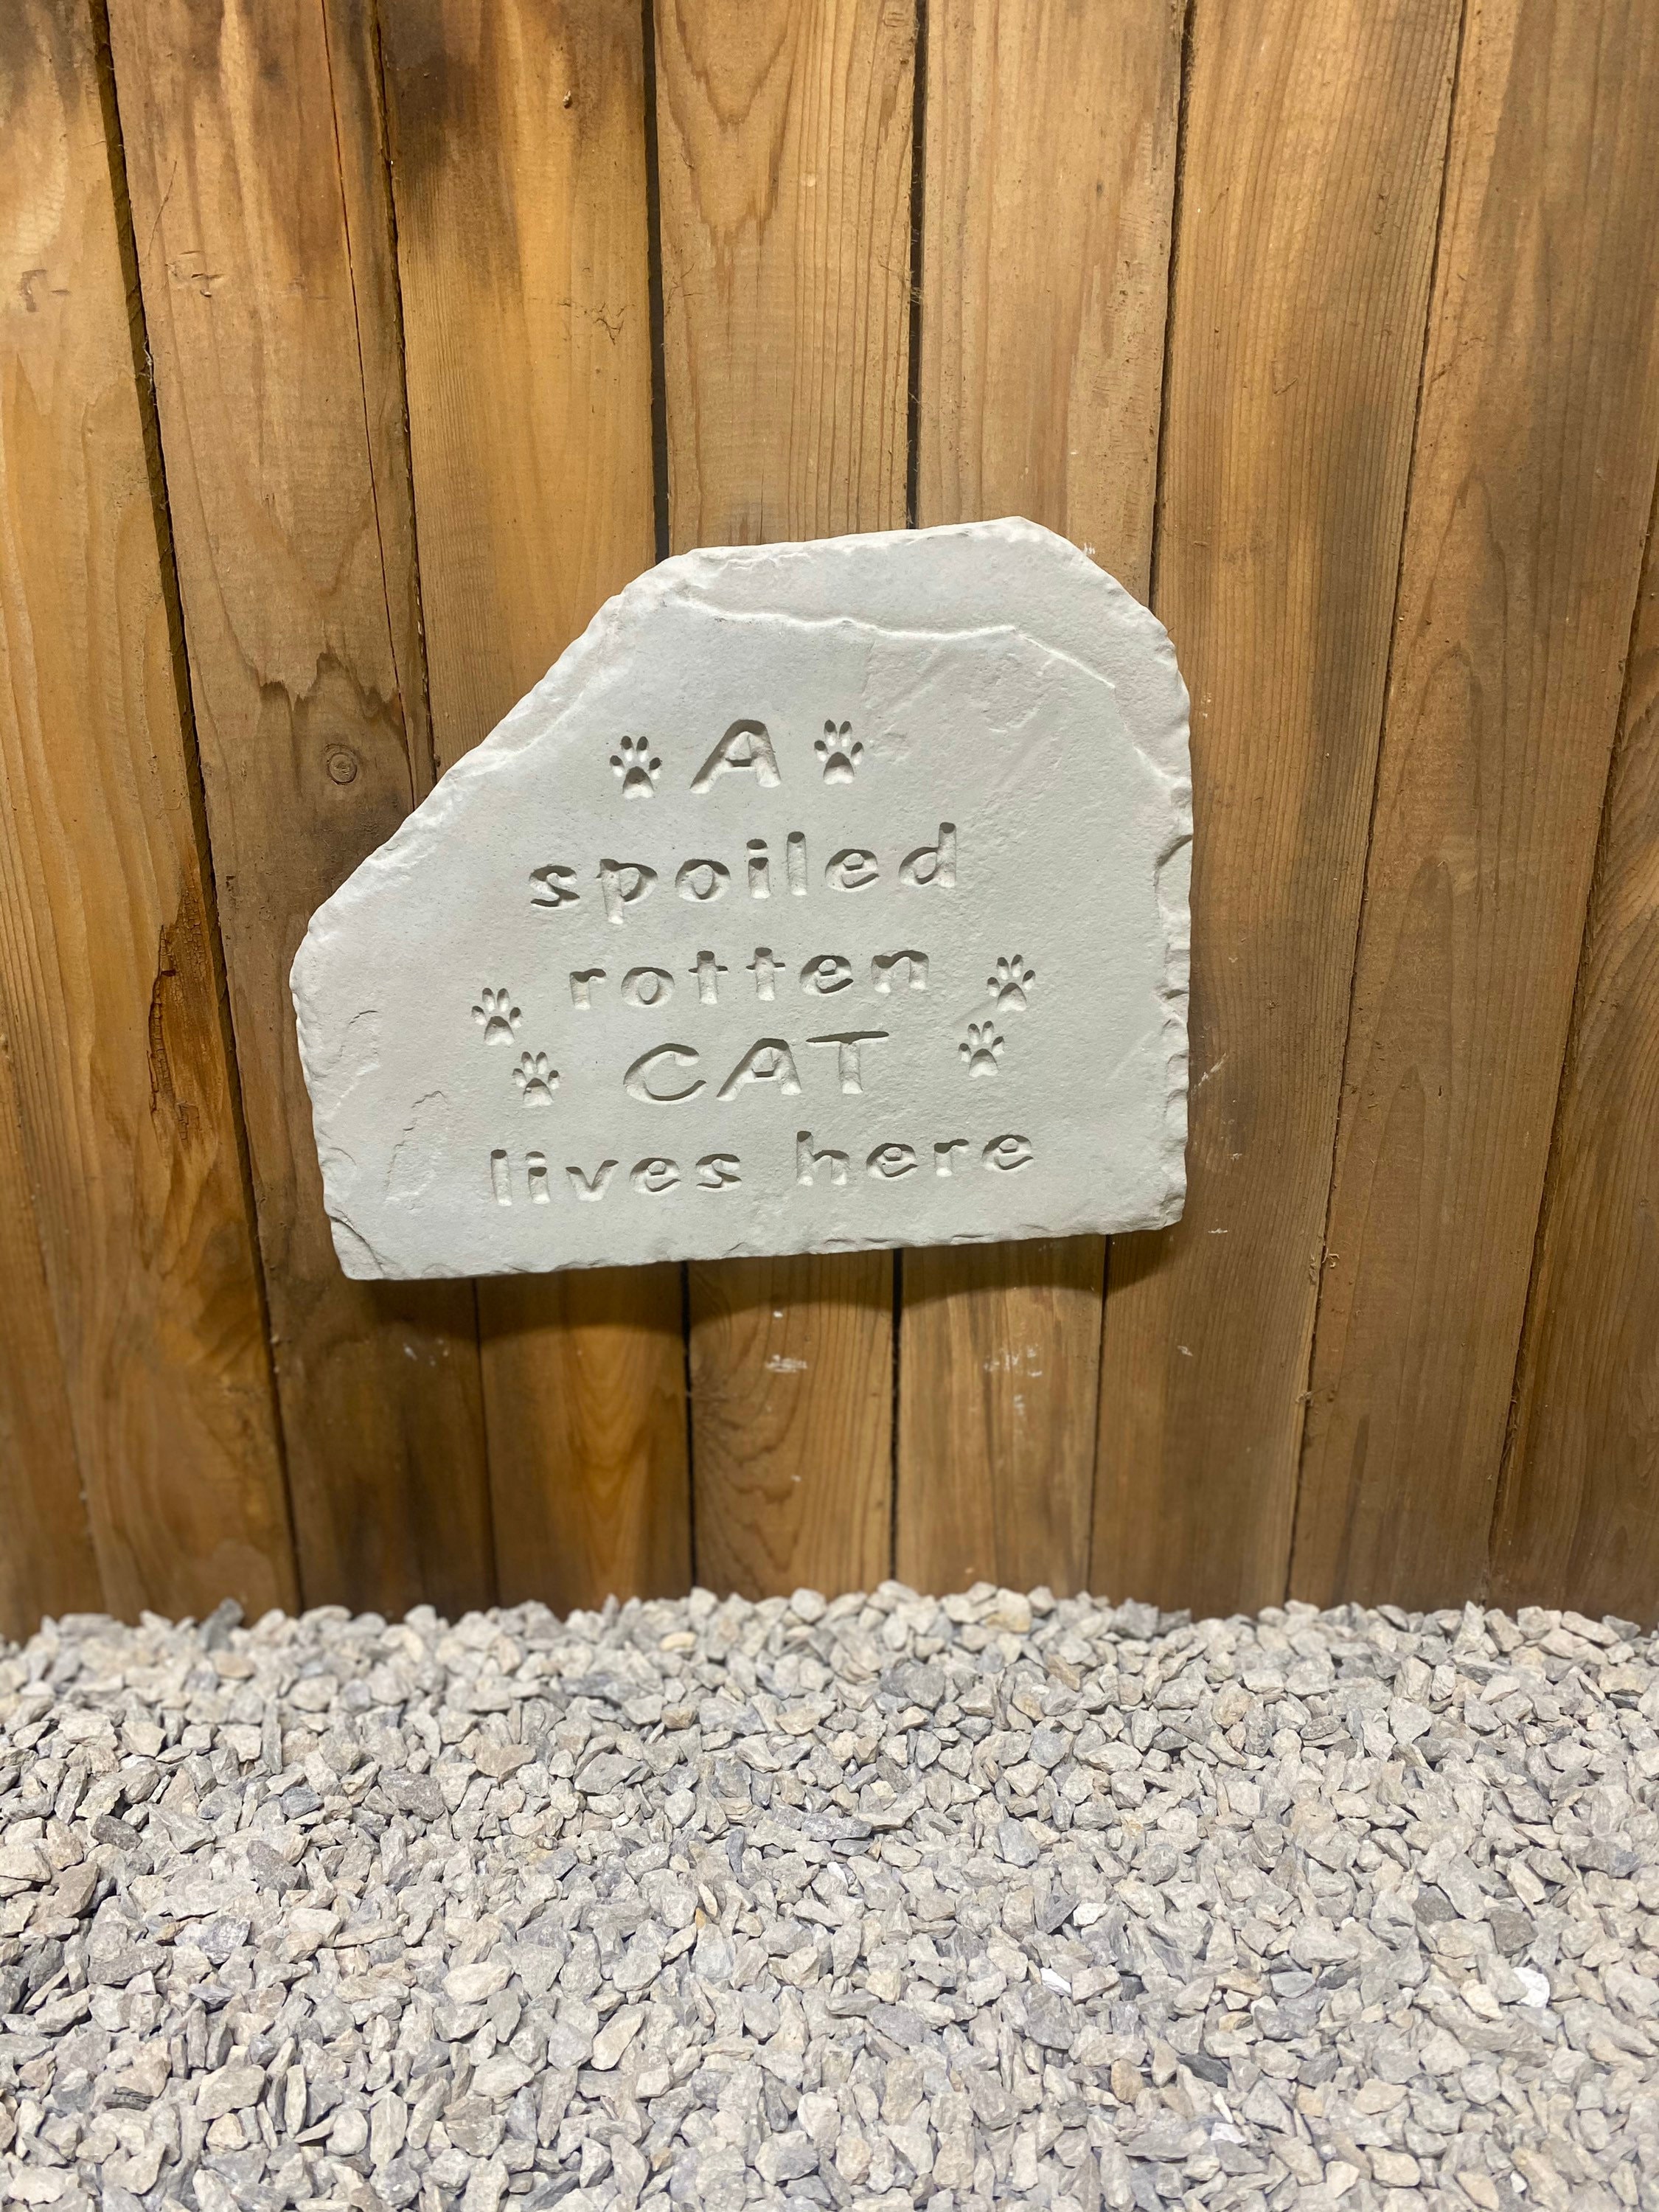 A
spoiled
rotten
CAT
lives here